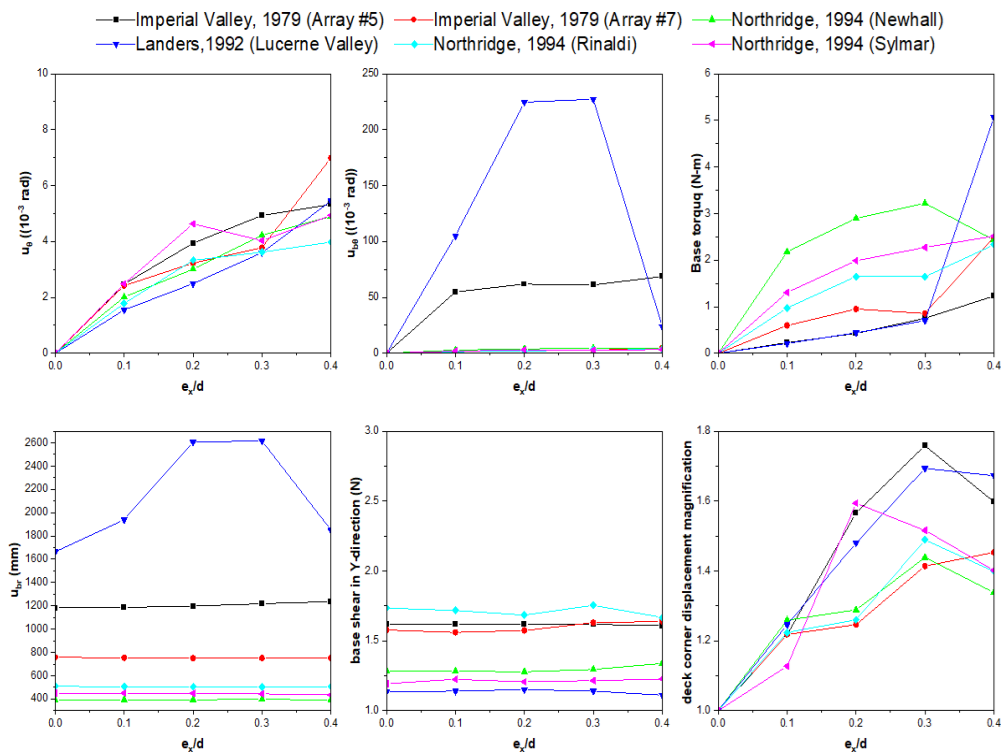 Imperial Valley, 1979 (Array #5) Imperial Valley, 1979 (Array #7) Northridge, 1994 (Newhall)
Landers,1992 (Lucerne Valley) Northridge, 1994 (Rinaldi) Northridge, 1994 (Sylmar)
10
8
6
4
2
0
uθ ((10⁻³ rad))
0.0 0.1 0.2 0.3 0.4
eₓ/d
250
200
150
100
50
0
ubθ ((10⁻³ rad))
0.0 0.1 0.2 0.3 0.4
eₓ/d
6
5
4
3
2
1
0
Base torquq (N-m)
0.0 0.1 0.2 0.3 0.4
eₓ/d
2600
2400
2200
2000
1800
1600
1400
1200
1000
800
600
400
ubr (mm)
0.0 0.1 0.2 0.3 0.4
eₓ/d
3.0
2.5
2.0
1.5
1.0
base shear in Y-direction (N)
0.0 0.1 0.2 0.3 0.4
eₓ/d
1.8
1.6
1.4
1.2
1.0
deck corner displacement magnification
0.0 0.1 0.2 0.3 0.4
eₓ/d